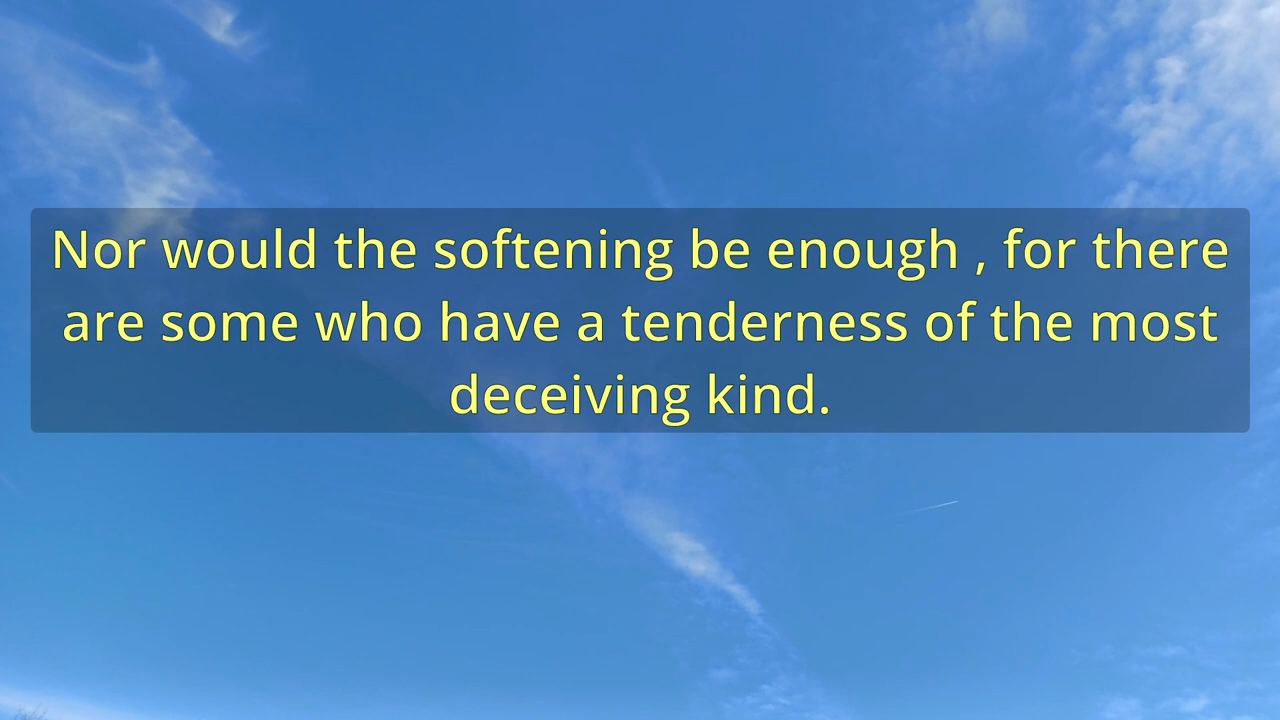 Nor would the softening be enough , for there
are some who have a tenderness of the most
deceiving kind.